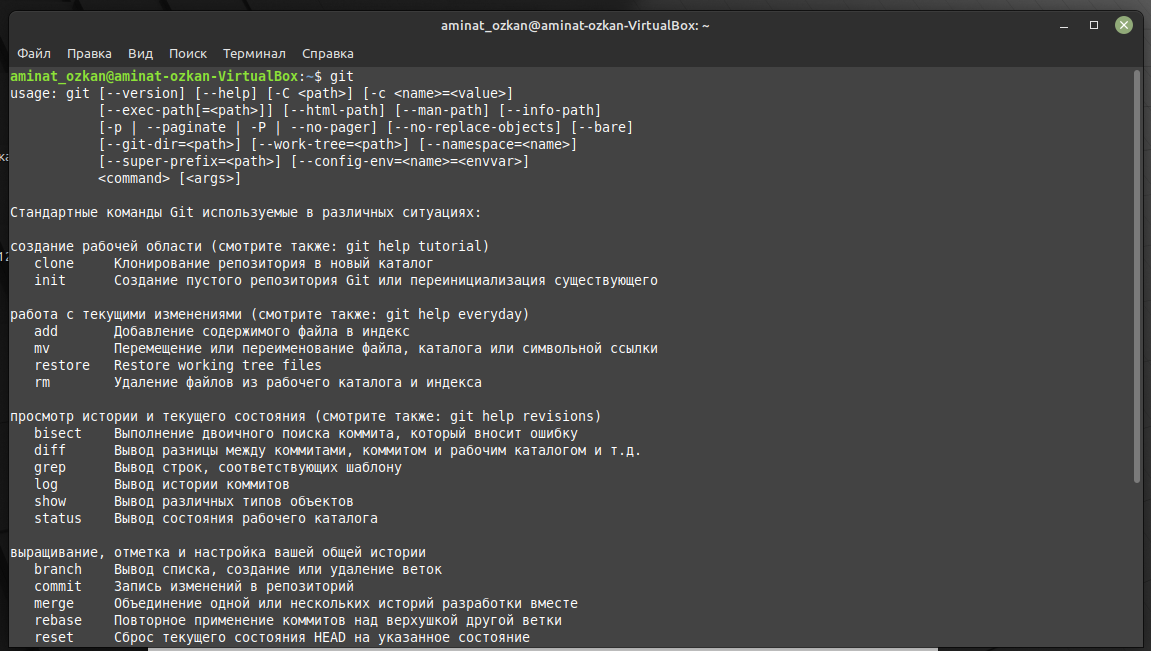 aminat_ozkan@aminat-ozkan-VirtualBox: ~
Файл Правка Вид Поиск Терминал Справка
aminat_ozkan@aminat-ozkan-VirtualBox:~$ git
usage: git [--version] [--help] [-C <path>] [-c <name>=<value>]
[--exec-path[=<path>]] [--html-path] [--man-path] [--info-path]
[-p | --paginate | -P | --no-pager] [--no-replace-objects] [--bare]
[--git-dir=<path>] [--work-tree=<path>] [--namespace=<name>]
[--super-prefix=<path>] [--config-env=<name>=<envvar>]
<command> [<args>]
Стандартные команды Git используемые в различных ситуациях:
создание рабочей области (смотрите также: git help tutorial)
clone Клонирование репозитория в новый каталог
init Создание пустого репозитория Git или переинициализация существующего
работа с текущими изменениями (смотрите также: git help everyday)
add Добавление содержимого файла в индекс
mv Перемещение или переименование файла, каталога или символьной ссылки
restore Restore working tree files
rm Удаление файлов из рабочего каталога и индекса
просмотр истории и текущего состояния (смотрите также: git help revisions)
bisect Выполнение двоичного поиска коммита, который вносит ошибку
diff Вывод разницы между коммитами, коммитом и рабочим каталогом и т.д.
grep Вывод строк, соответствующих шаблону
log Вывод истории коммитов
show Вывод различных типов объектов
status Вывод состояния рабочего каталога
выращивание, отметка и настройка вашей общей истории
branch Вывод списка, создание или удаление веток
commit Запись изменений в репозиторий
merge Объединение одной или нескольких историй разработки вместе
rebase Повторное применение коммитов над верхушкой другой ветки
reset Сброс текущего состояния HEAD на указанное состояние